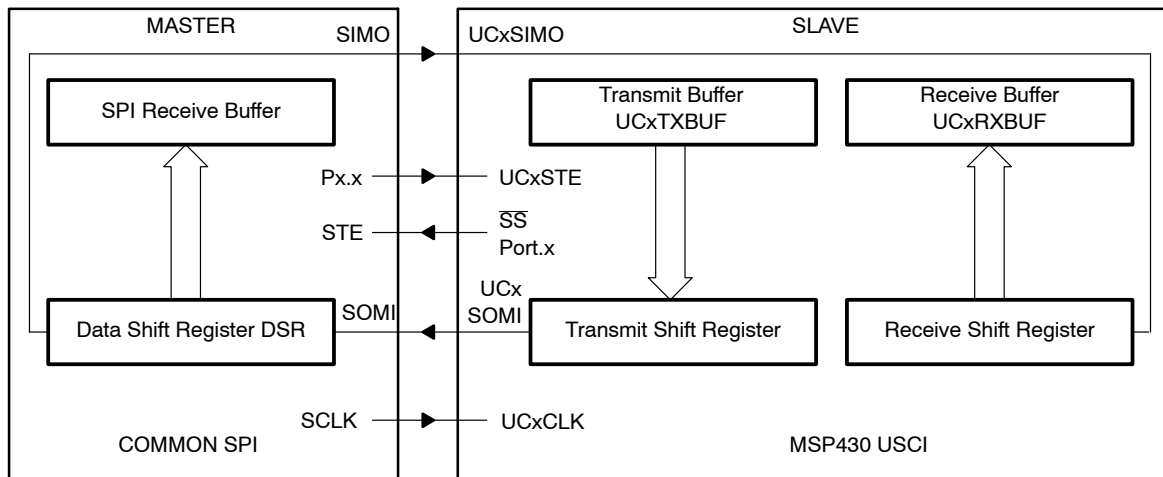 MASTER
SLAVE
SIMO
UCxSIMO
SPI Receive Buffer
Transmit Buffer
UCxTXBUF
Receive Buffer
UCxRXBUF
Px.x
UCxSTE
STE
S̅S̅
Port.x
SOMI
UCx
SOMI
Data Shift Register DSR
Transmit Shift Register
Receive Shift Register
SCLK
UCxCLK
COMMON SPI
MSP430 USCI